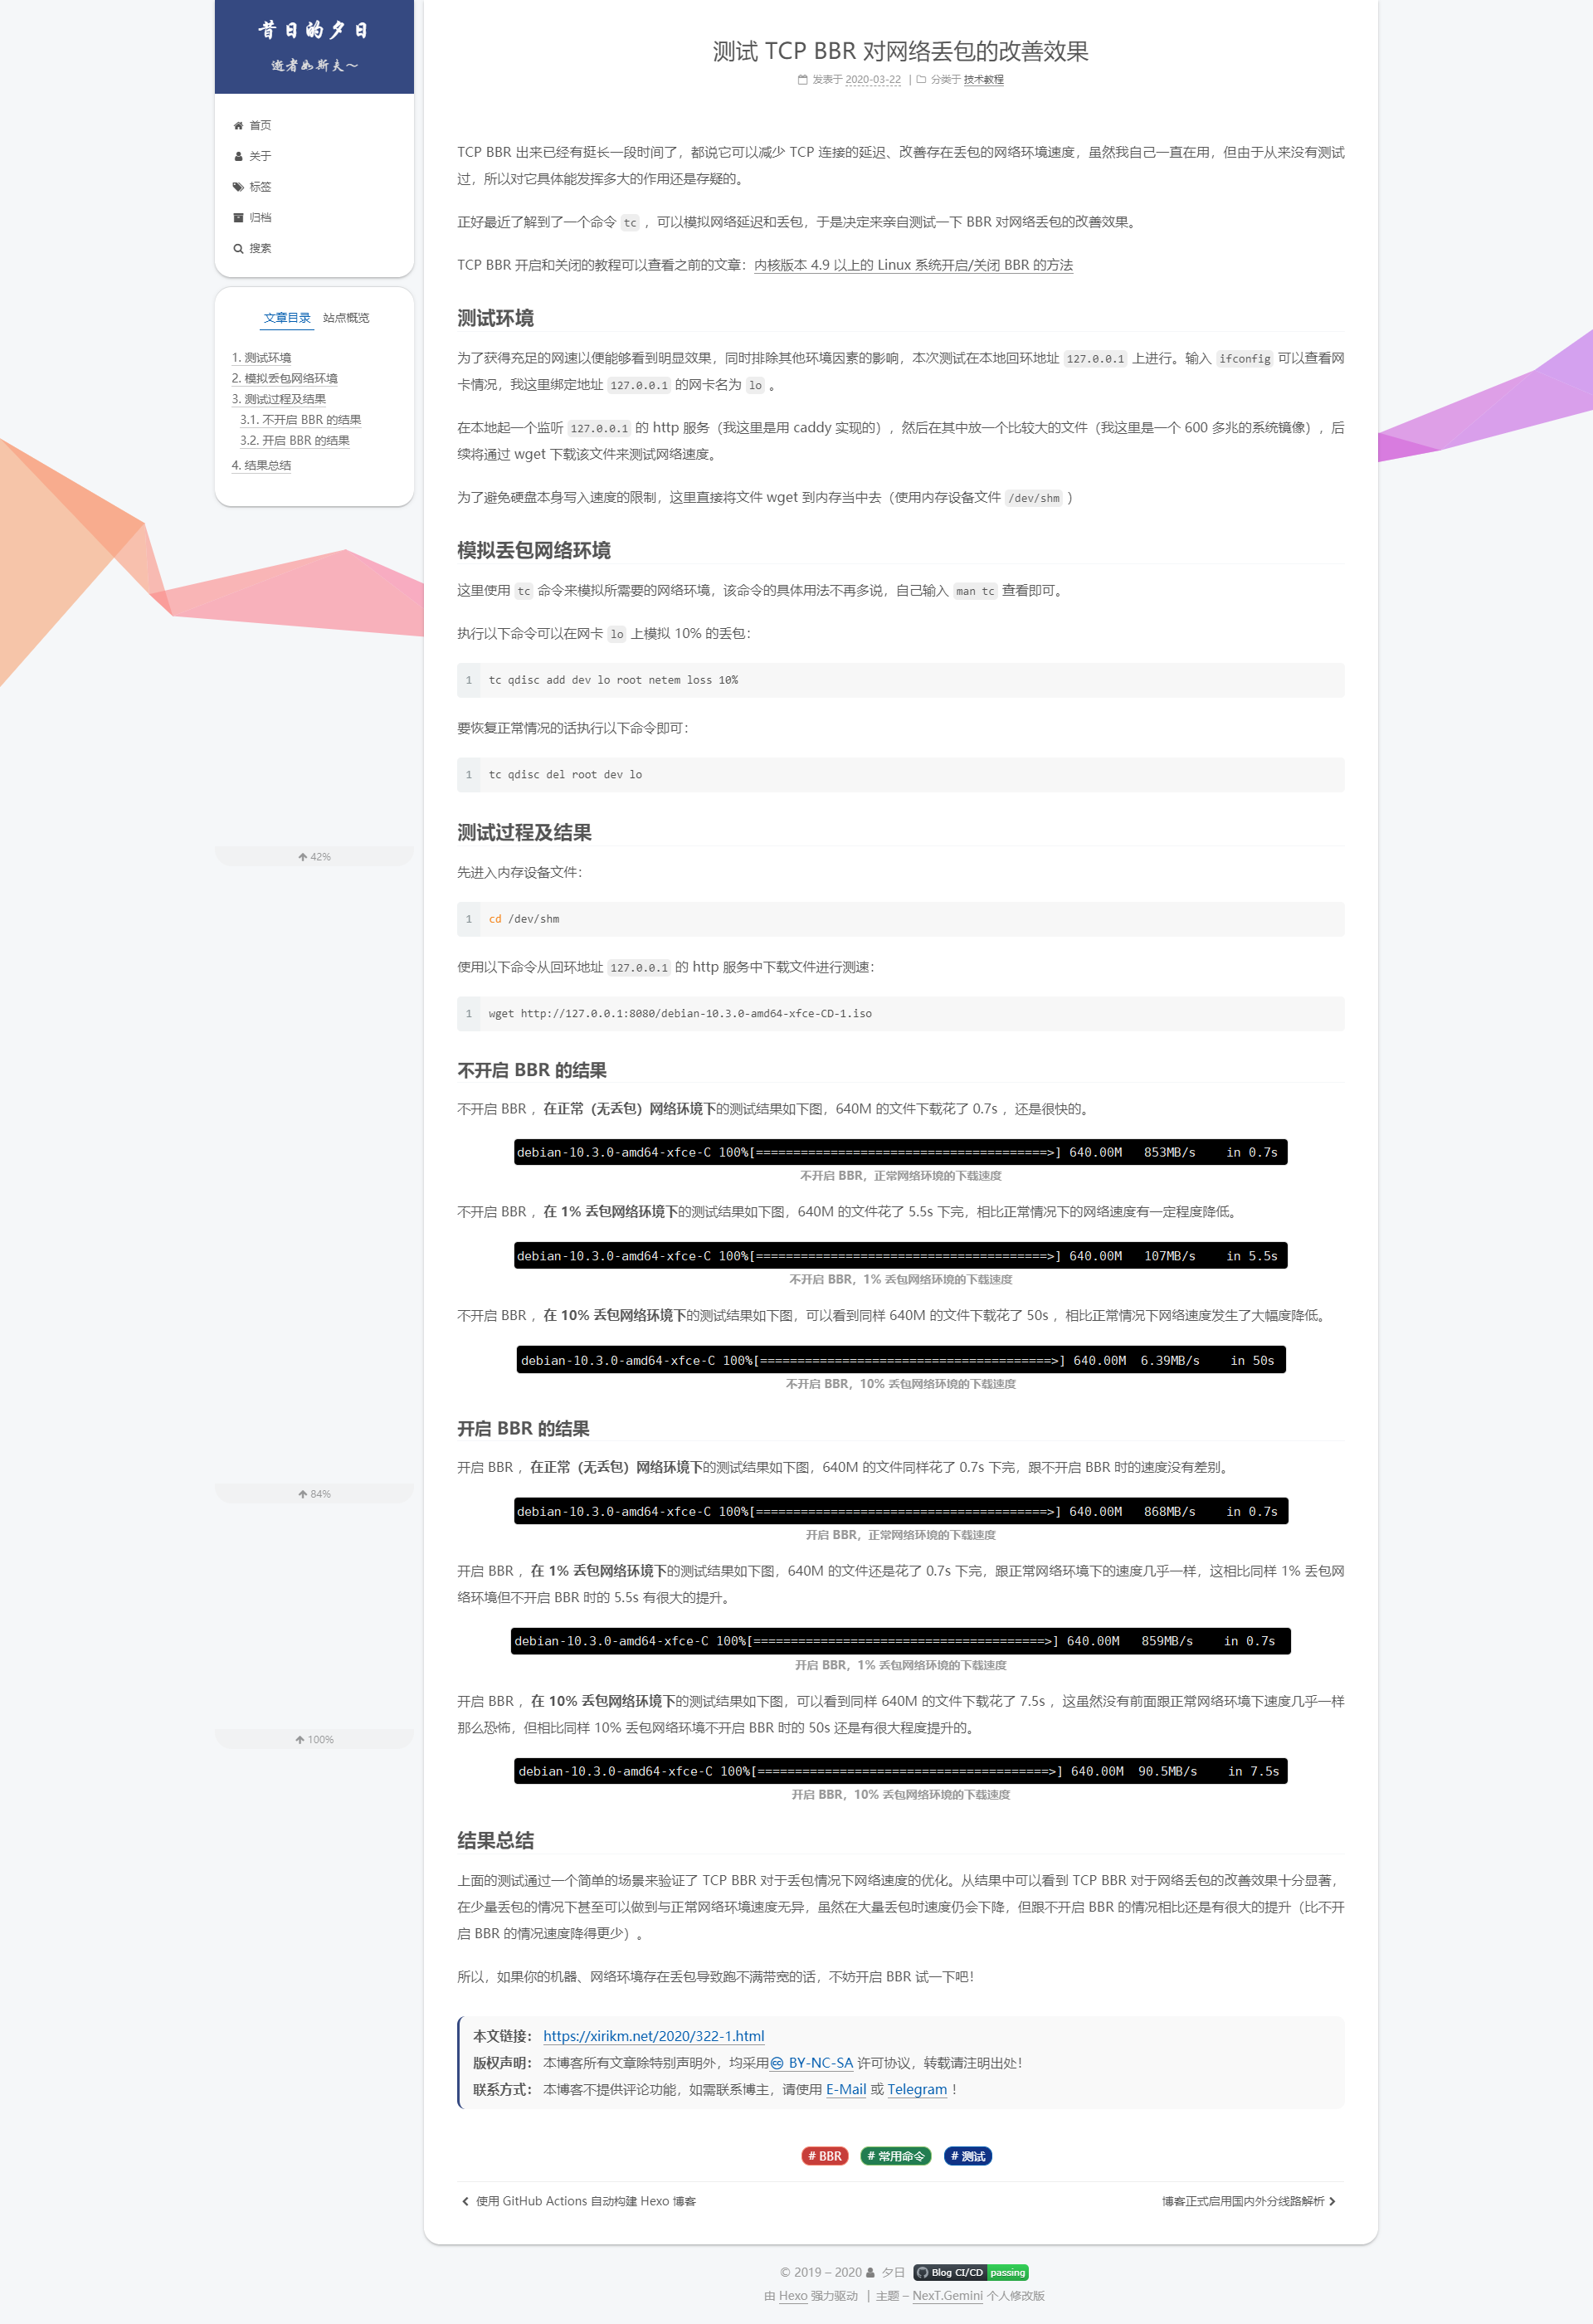 昔日的夕日
逝者如斯夫～
首页
关于
标签
归档
搜索
文章目录 站点概览
1. 测试环境
2. 模拟丢包网络环境
3. 测试过程及结果
3.1. 不开启 BBR 的结果
3.2. 开启 BBR 的结果
4. 结果总结
42%
84%
100%
测试 TCP BBR 对网络丢包的改善效果
发表于 2020-03-22 | 分类于 技术教程
TCP BBR 出来已经有挺长一段时间了，都说它可以减少 TCP 连接的延迟、改善存在丢包的网络环境速度，虽然我自己一直在用，但由于从来没有测试
过，所以对它具体能发挥多大的作用还是存疑的。
正好最近了解到了一个命令 tc ，可以模拟网络延迟和丢包，于是决定来亲自测试一下 BBR 对网络丢包的改善效果。
TCP BBR 开启和关闭的教程可以查看之前的文章：内核版本 4.9 以上的 Linux 系统开启/关闭 BBR 的方法
测试环境
为了获得充足的网速以便能够看到明显效果，同时排除其他环境因素的影响，本次测试在本地回环地址 127.0.0.1 上进行。输入 ifconfig 可以查看网
卡情况，我这里绑定地址 127.0.0.1 的网卡名为 lo 。
在本地起一个监听 127.0.0.1 的 http 服务（我这里是用 caddy 实现的），然后在其中放一个比较大的文件（我这里是一个 600 多兆的系统镜像），后
续将通过 wget 下载该文件来测试网络速度。
为了避免硬盘本身写入速度的限制，这里直接将文件 wget 到内存当中去（使用内存设备文件 /dev/shm ）
模拟丢包网络环境
这里使用 tc 命令来模拟所需要的网络环境，该命令的具体用法不再多说，自己输入 man tc 查看即可。
执行以下命令可以在网卡 lo 上模拟 10% 的丢包：
1 tc qdisc add dev lo root netem loss 10%
要恢复正常情况的话执行以下命令即可：
1 tc qdisc del root dev lo
测试过程及结果
先进入内存设备文件：
1 cd /dev/shm
使用以下命令从回环地址 127.0.0.1 的 http 服务中下载文件进行测速：
1 wget http://127.0.0.1:8080/debian-10.3.0-amd64-xfce-CD-1.iso
不开启 BBR 的结果
不开启 BBR ，在正常（无丢包）网络环境下的测试结果如下图，640M 的文件下载花了 0.7s ，还是很快的。
debian-10.3.0-amd64-xfce-C 100%[=======================================>] 640.00M 853MB/s in 0.7s
不开启 BBR，正常网络环境的下载速度
不开启 BBR ，在 1% 丢包网络环境下的测试结果如下图，640M 的文件花了 5.5s 下完，相比正常情况下的网络速度有一定程度降低。
debian-10.3.0-amd64-xfce-C 100%[=======================================>] 640.00M 107MB/s in 5.5s
不开启 BBR，1% 丢包网络环境的下载速度
不开启 BBR ，在 10% 丢包网络环境下的测试结果如下图，可以看到同样 640M 的文件下载花了 50s ，相比正常情况下网络速度发生了大幅度降低。
debian-10.3.0-amd64-xfce-C 100%[=======================================>] 640.00M 6.39MB/s in 50s
不开启 BBR，10% 丢包网络环境的下载速度
开启 BBR 的结果
开启 BBR ，在正常（无丢包）网络环境下的测试结果如下图，640M 的文件同样花了 0.7s 下完，跟不开启 BBR 时的速度没有差别。
debian-10.3.0-amd64-xfce-C 100%[=======================================>] 640.00M 868MB/s in 0.7s
开启 BBR，正常网络环境的下载速度
开启 BBR ，在 1% 丢包网络环境下的测试结果如下图，640M 的文件还是花了 0.7s 下完，跟正常网络环境下的速度几乎一样，这相比同样 1% 丢包网
络环境但不开启 BBR 时的 5.5s 有很大的提升。
debian-10.3.0-amd64-xfce-C 100%[=======================================>] 640.00M 859MB/s in 0.7s
开启 BBR，1% 丢包网络环境的下载速度
开启 BBR ，在 10% 丢包网络环境下的测试结果如下图，可以看到同样 640M 的文件下载花了 7.5s ，这虽然没有前面跟正常网络环境下速度几乎一样
那么恐怖，但相比同样 10% 丢包网络环境不开启 BBR 时的 50s 还是有很大程度提升的。
debian-10.3.0-amd64-xfce-C 100%[=======================================>] 640.00M 90.5MB/s in 7.5s
开启 BBR，10% 丢包网络环境的下载速度
结果总结
上面的测试通过一个简单的场景来验证了 TCP BBR 对于丢包情况下网络速度的优化。从结果中可以看到 TCP BBR 对于网络丢包的改善效果十分显著，
在少量丢包的情况下甚至可以做到与正常网络环境速度无异，虽然在大量丢包时速度仍会下降，但跟不开启 BBR 的情况相比还是有很大的提升（比不开
启 BBR 的情况速度降得更少）。
所以，如果你的机器、网络环境存在丢包导致跑不满带宽的话，不妨开启 BBR 试一下吧！
本文链接： https://xirikm.net/2020/322-1.html
版权声明： 本博客所有文章除特别声明外，均采用 BY-NC-SA 许可协议，转载请注明出处！
联系方式： 本博客不提供评论功能，如需联系博主，请使用 E-Mail 或 Telegram ！
# BBR # 常用命令 # 测试
使用 GitHub Actions 自动构建 Hexo 博客 博客正式启用国内外分线路解析
© 2019 – 2020 夕日 Blog CI/CD passing
由 Hexo 强力驱动 | 主题 – NexT.Gemini 个人修改版